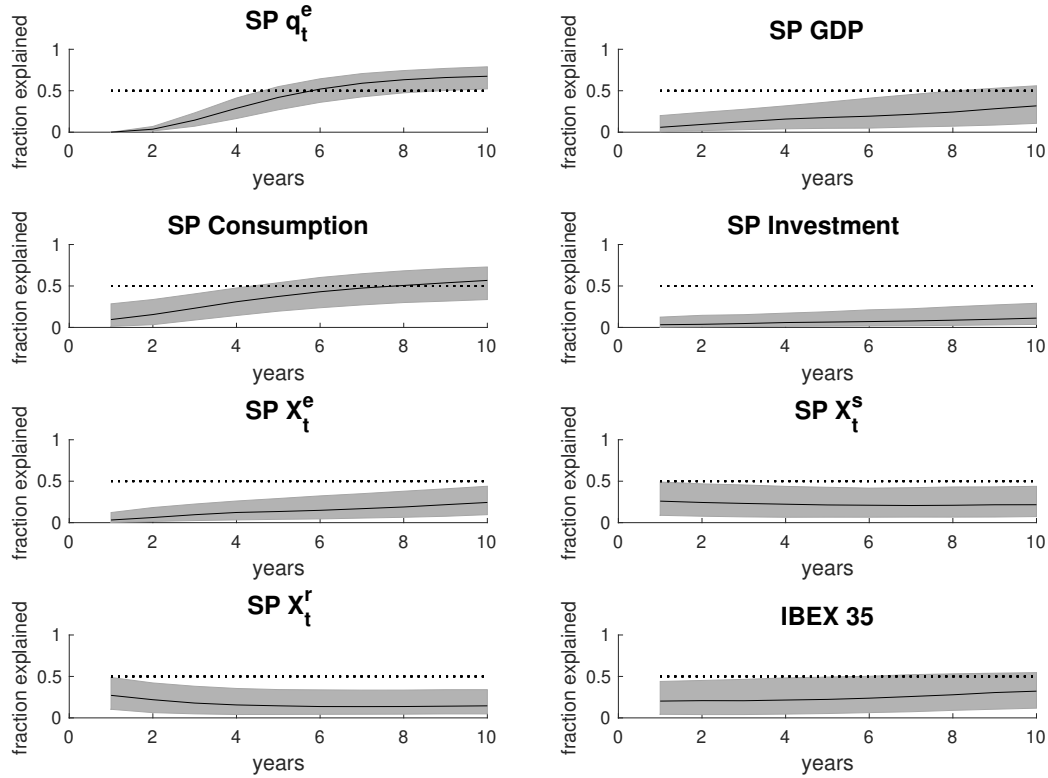 SP q_t^e
fraction explained
1
0.5
0
0 2 4 6 8 10
years
SP GDP
fraction explained
1
0.5
0
0 2 4 6 8 10
years
SP Consumption
fraction explained
1
0.5
0
0 2 4 6 8 10
years
SP Investment
fraction explained
1
0.5
0
0 2 4 6 8 10
years
SP X_t^e
fraction explained
1
0.5
0
0 2 4 6 8 10
years
SP X_t^s
fraction explained
1
0.5
0
0 2 4 6 8 10
years
SP X_t^r
fraction explained
1
0.5
0
0 2 4 6 8 10
years
IBEX 35
fraction explained
1
0.5
0
0 2 4 6 8 10
years